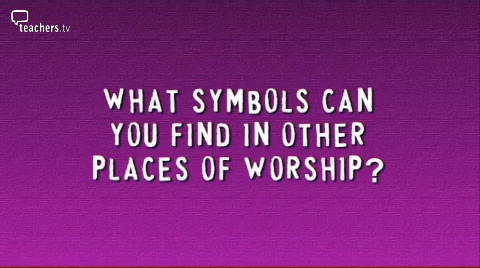 teachers.tv
WHAT SYMBOLS CAN
YOU FIND IN OTHER
PLACES OF WORSHIP?